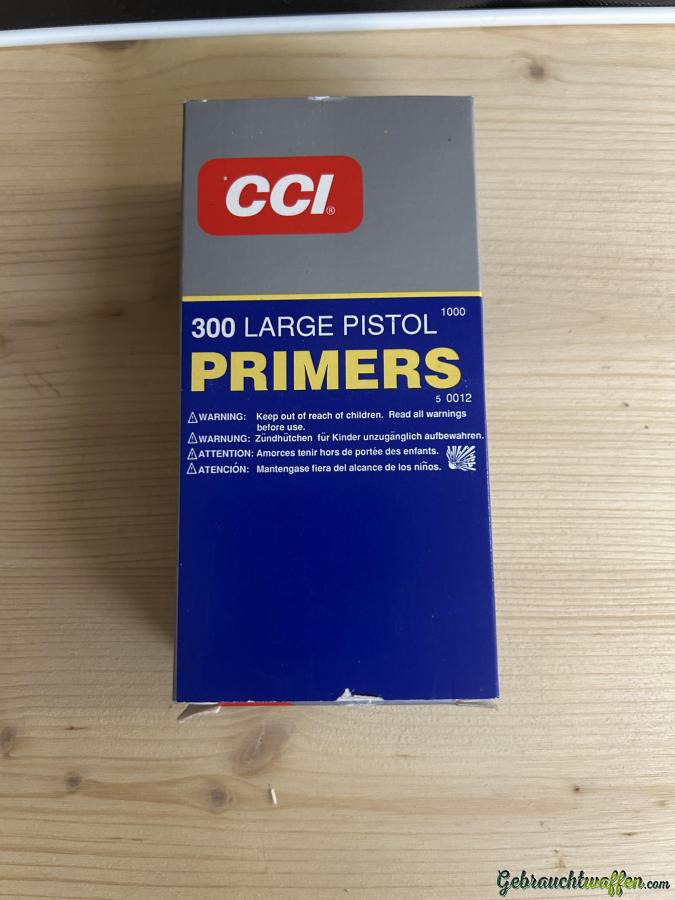 CCI®
1000
300 LARGE PISTOL
PRIMERS
5 0012
⚠ WARNING: Keep out of reach of children. Read all warnings
before use.
⚠ WARNUNG: Zündhütchen für Kinder unzugänglich aufbewahren.
⚠ ATTENTION: Amorces tenir hors de portée des enfants.
⚠ ATENCIÓN: Mantengase fiera del alcance de los niños.
Gebrauchtwaffen.com